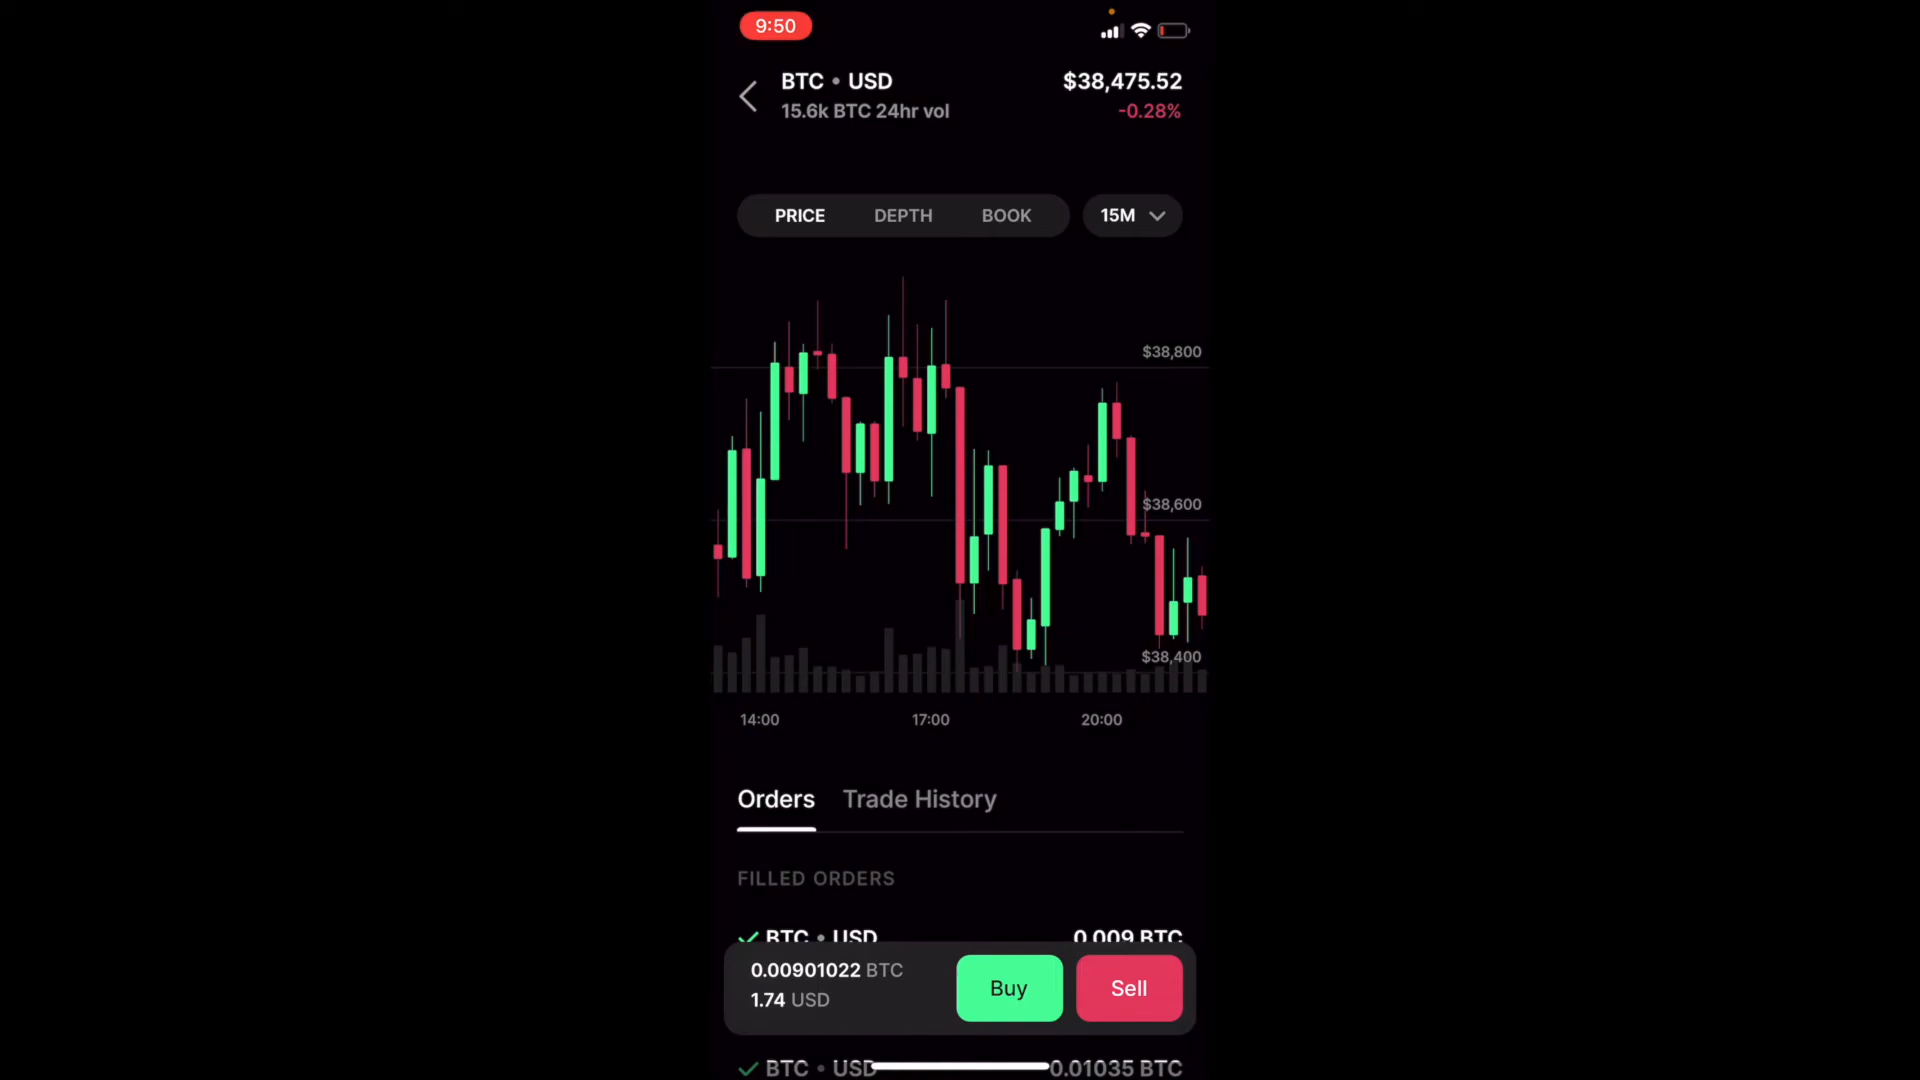 9:50
BTC • USD $38,475.52
15.6k BTC 24hr vol -0.28%
PRICE DEPTH BOOK 15M
$38,800
$38,600
$38,400
14:00 17:00 20:00
Orders Trade History
FILLED ORDERS
BTC • USD 0.009 BTC
0.00901022 BTC
1.74 USD
Buy Sell
BTC • USD 0.01035 BTC